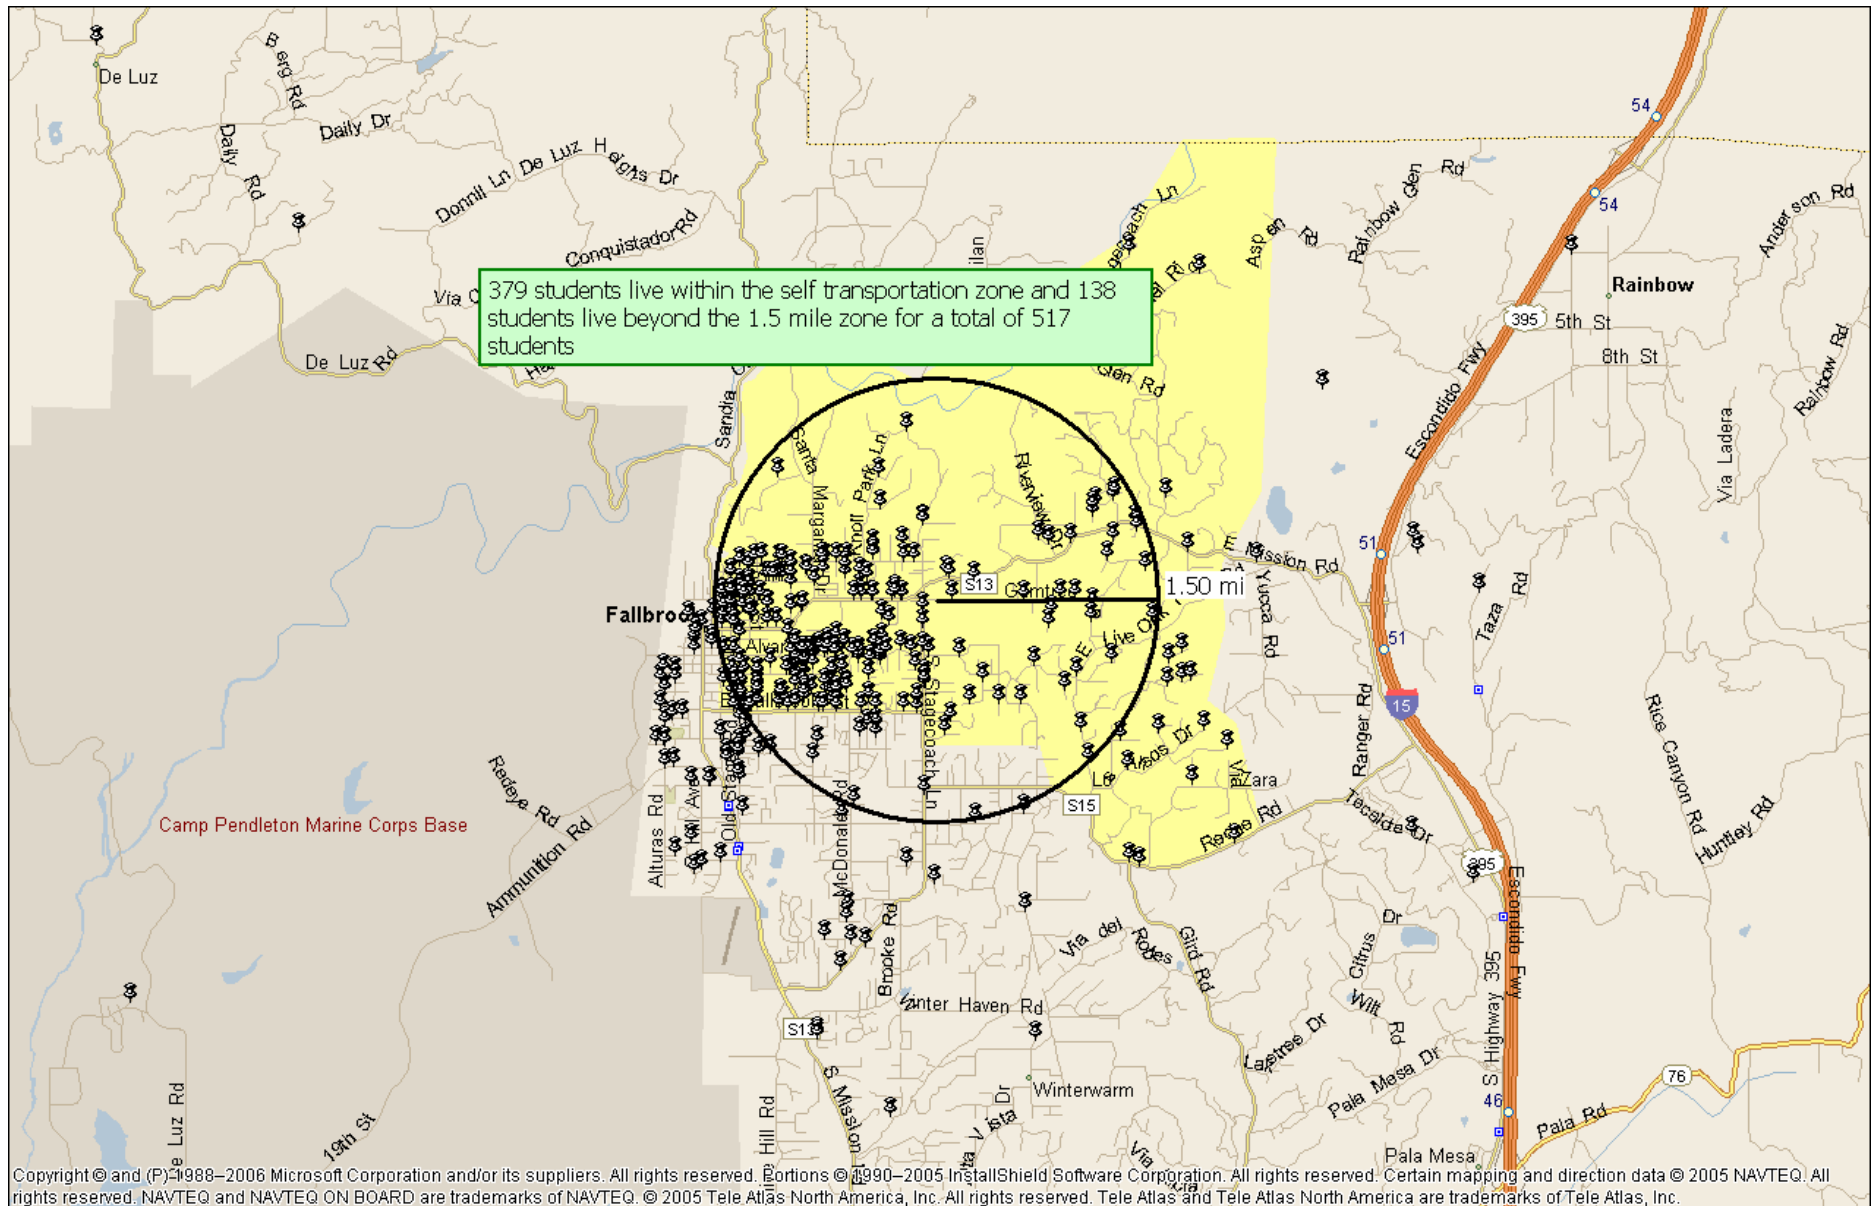 De Luz
Berg Rd
Daily Dr
Daily Rd
Donnil Ln
De Luz Heights Dr
Conquistador Rd
ilan
Aspen Rd
Rainbow Glen Rd
54
54
Anderson Rd
Rainbow
395
5th St
8th St
Rainbow Rd
Via Ladera
Escondido Fwy
379 students live within the self transportation zone and 138
students live beyond the 1.5 mile zone for a total of 517
students
De Luz Rd
Sandia
Glen Rd
Santa Margarita Dr
Knoll Park Ln
Riverview Dr
S13
E Mission Rd
1.50 mi
51
51
Yucca Rd
Taza Rd
E Live Oak
S Stagecoach Ln
15
Ranger Rd
Rice Canyon Rd
Huntley Rd
Via Zara
S15
Reche Rd
Tecalote Dr
395
Escondido Fwy
Redeye Rd
Camp Pendleton Marine Corps Base
Ammunition Rd
Alturas Rd
McDonald Rd
Brooke Rd
Via del Robles
Gird Rd
Citrus Dr
Wilt Rd
S Highway 395
Winter Haven Rd
S13
S Mission
Winterwarm
Laketree Dr
Pala Mesa Dr
76
46
Pala Rd
Pala Mesa
19th St
De Luz Rd
Hill Rd
Copyright © and (P) 1988–2006 Microsoft Corporation and/or its suppliers. All rights reserved. Portions © 1990–2005 InstallShield Software Corporation. All rights reserved. Certain mapping and direction data © 2005 NAVTEQ. All
rights reserved. NAVTEQ and NAVTEQ ON BOARD are trademarks of NAVTEQ. © 2005 Tele Atlas North America, Inc. All rights reserved. Tele Atlas and Tele Atlas North America are trademarks of Tele Atlas, Inc.